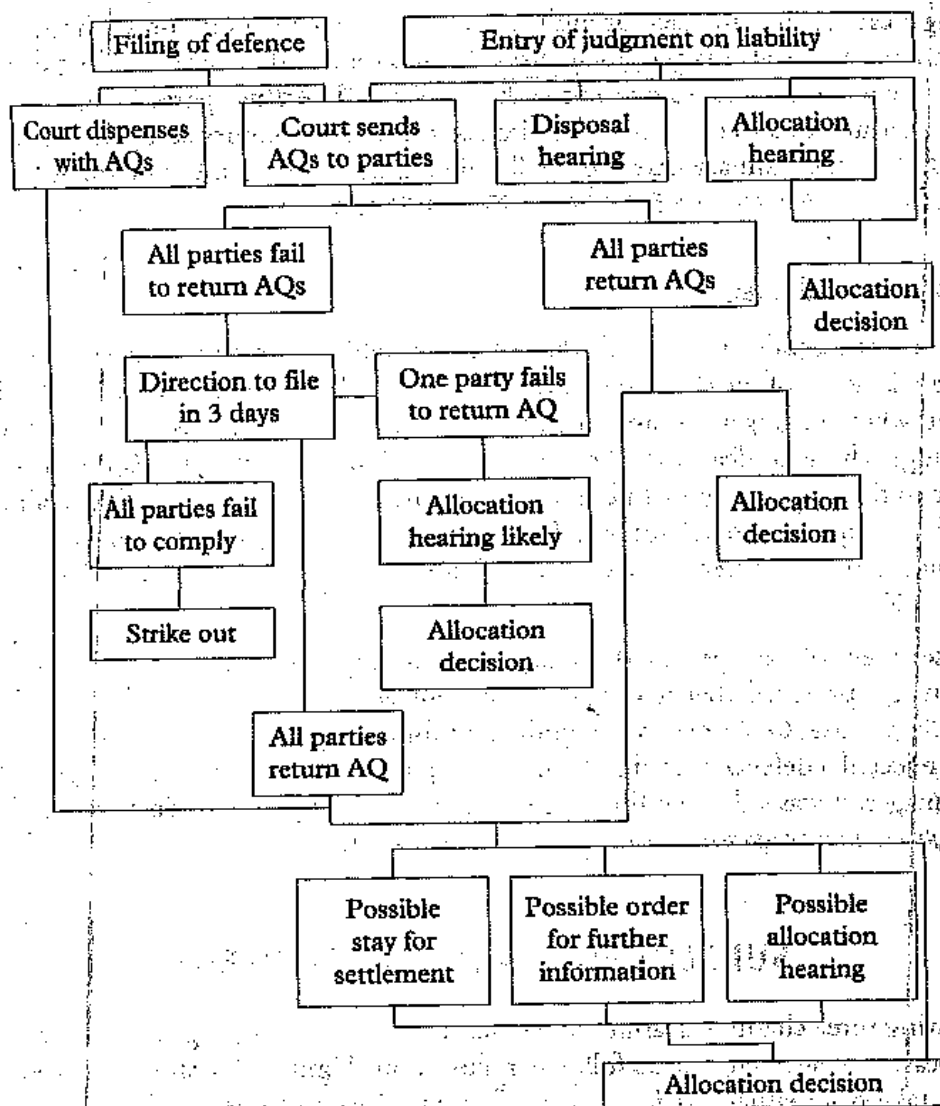 Filing of defence
Entry of judgment on liability
Court dispenses
with AQs
Court sends
AQs to parties
Disposal
hearing
Allocation
hearing
All parties fail
to return AQs
All parties
return AQs
Allocation
decision
Direction to file
in 3 days
One party fails
to return AQ
All parties fail
to comply
Allocation
hearing likely
Allocation
decision
Strike out
Allocation
decision
All parties
return AQ
Possible
stay for
settlement
Possible order
for further
information
Possible
allocation
hearing
Allocation decision